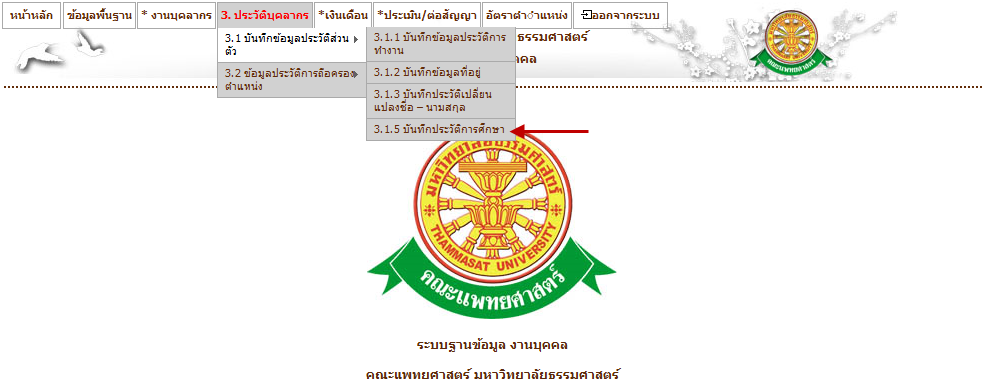 หน้าหลัก ข้อมูลพื้นฐาน * งานบุคลากร 3. ประวัติบุคลากร *เงินเดือน *ประเมิน/ต่อสัญญา อัตราตำแหน่ง ออกจากระบบ
3.1 บันทึกข้อมูลประวัติส่วน
ตัว
3.2 ข้อมูลประวัติการถือครอง
ตำแหน่ง
3.1.1 บันทึกข้อมูลประวัติการ
ทำงาน
3.1.2 บันทึกข้อมูลที่อยู่
3.1.3 บันทึกประวัติเปลี่ยน
แปลงชื่อ – นามสกุล
3.1.5 บันทึกประวัติการศึกษา
ธรรมศาสตร์
คคล
คณะแพทยศาสตร์
มหาวิทยาลัยธรรมศาสตร์
THAMMASAT UNIVERSITY
คณะแพทยศาสตร์
ระบบฐานข้อมูล งานบุคคล
คณะแพทยศาสตร์ มหาวิทยาลัยธรรมศาสตร์